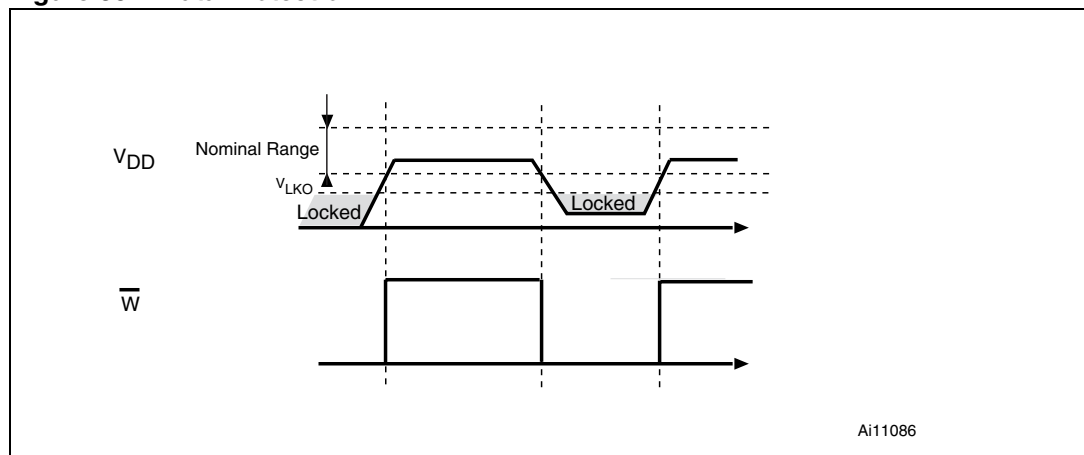 Nominal Range
VDD
VLKO
Locked
Locked
W
Ai11086